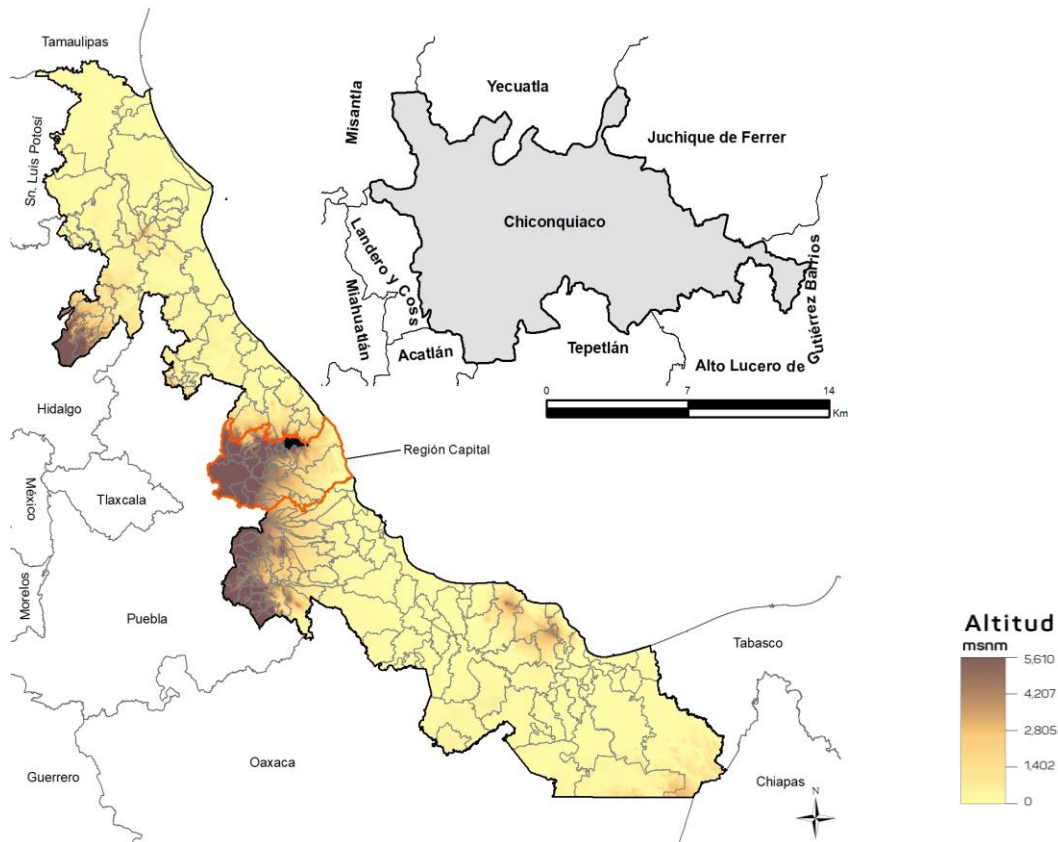 Tamaulipas
Sn. Luis Potosí
Hidalgo
México
Tlaxcala
Morelos
Puebla
Guerrero
Oaxaca
Región Capital
Tabasco
Chiapas
Misantla
Yecuatla
Juchique de Ferrer
Chiconquiaco
Landero y Coss
Miahuatlán
Acatlán
Tepetlán
Alto Lucero de
Gutiérrez Barrios
0 7 14
Km
Altitud
msnm
5,610
4,207
2,805
1402
0
N